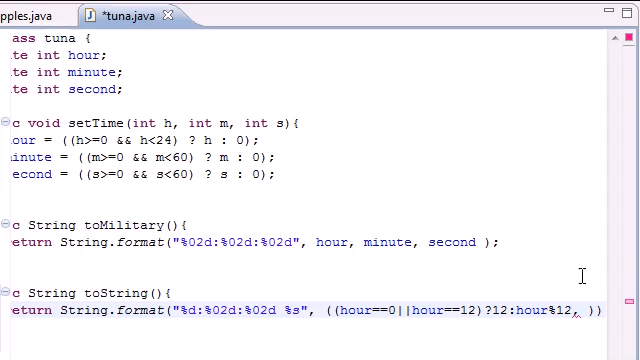 pples.java
*tuna.java
ass tuna {
te int hour;
te int minute;
te int second;
c void setTime(int h, int m, int s){
our = ((h>=0 && h<24) ? h : 0);
inute = ((m>=0 && m<60) ? m : 0);
econd = ((s>=0 && s<60) ? s : 0);
c String toMilitary(){
eturn String.format("%02d:%02d:%02d", hour, minute, second );
c String toString(){
eturn String.format("%d:%02d:%02d %s", ((hour==0||hour==12)?12:hour%12, ))